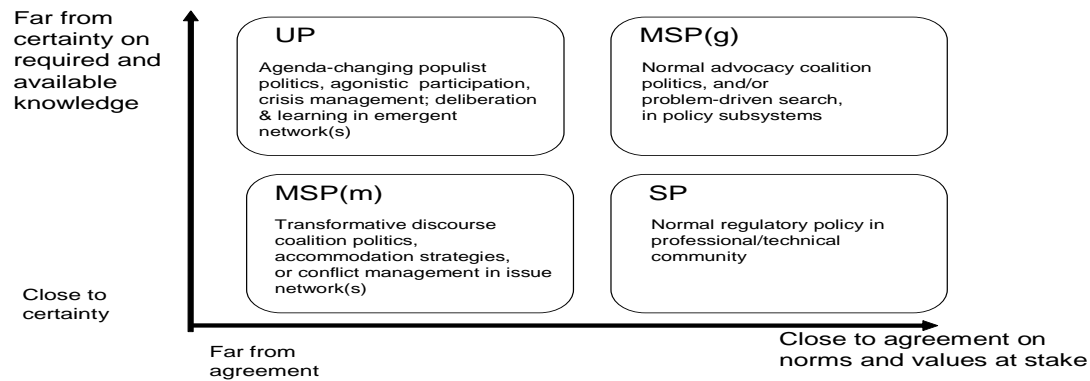 Far from
certainty on
required and
available
knowledge
UP
Agenda-changing populist
politics, agonistic participation,
crisis management; deliberation
& learning in emergent
network(s)
MSP(g)
Normal advocacy coalition
politics, and/or
problem-driven search,
in policy subsystems
MSP(m)
Transformative discourse
coalition politics,
accommodation strategies,
or conflict management in issue
network(s)
SP
Normal regulatory policy in
professional/technical
community
Close to
certainty
Far from
agreement
Close to agreement on
norms and values at stake